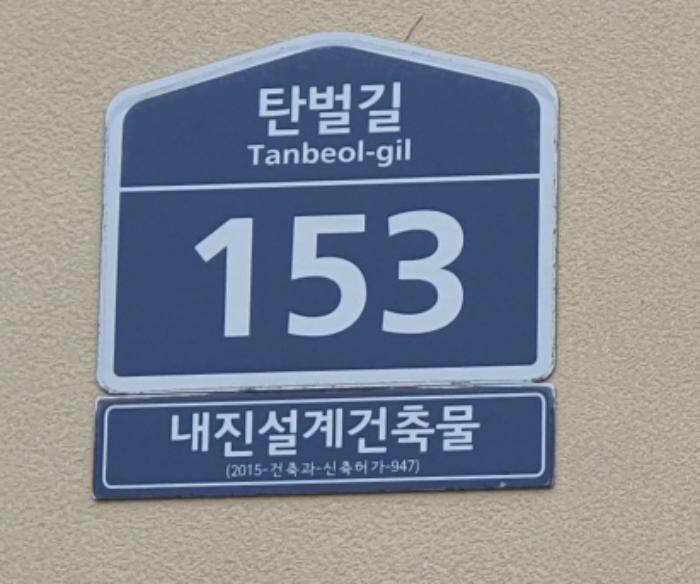 탄벌길
Tanbeol-gil
153
내진설계건축물
(2015-건축과-신축허가-947)